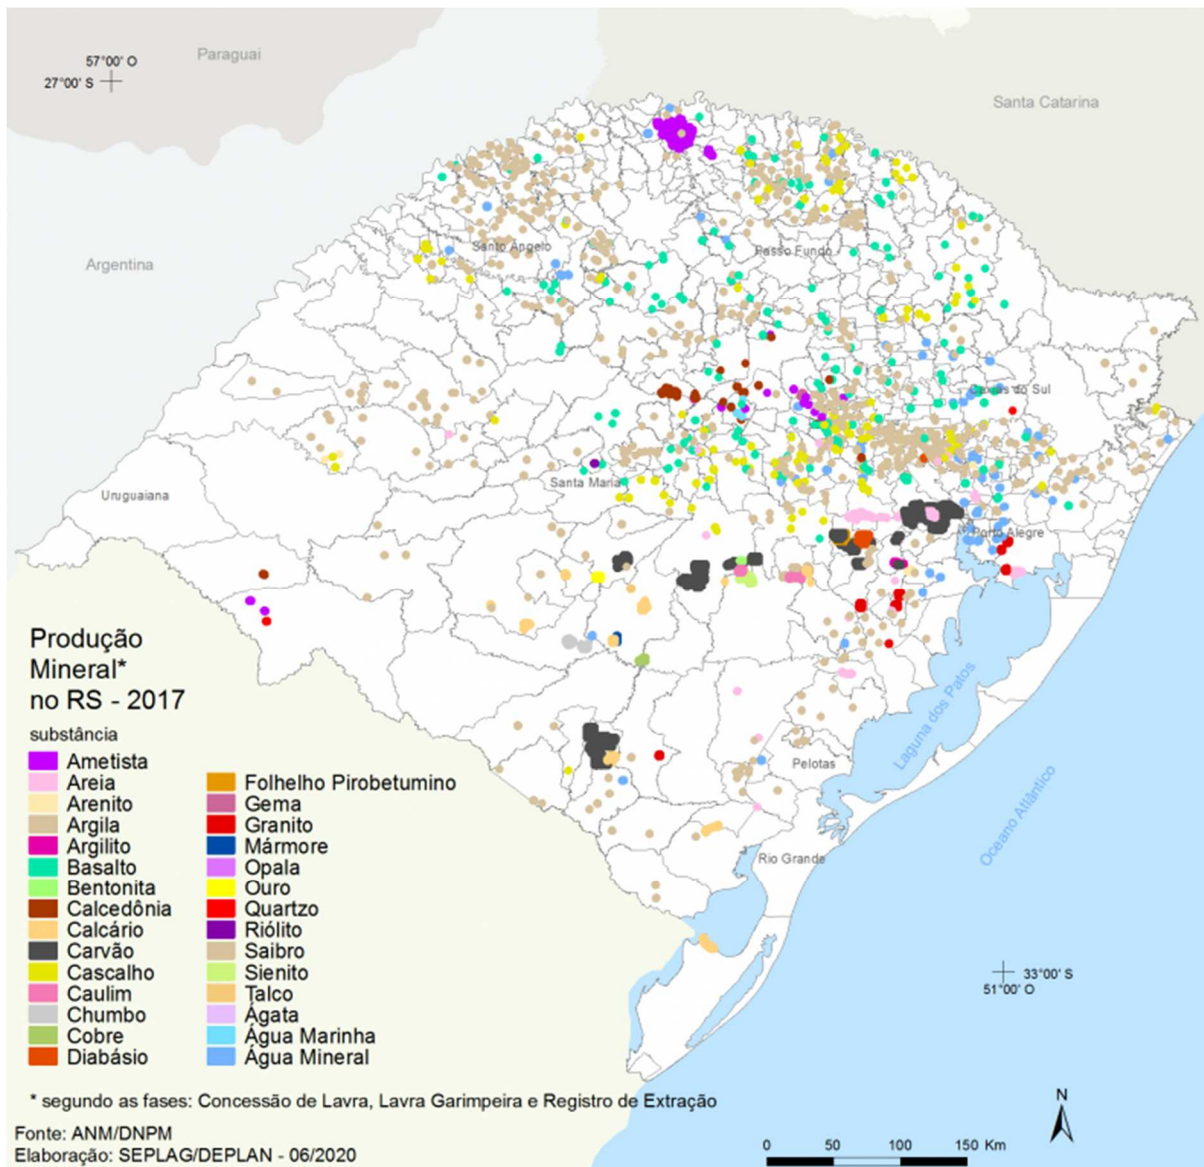 Paraguai
57°00' O
27°00' S
Santa Catarina
Argentina
Santo Angelo
Passo Fundo
Caxias do Sul
Santa Maria
Uruguaiana
Porto Alegre
Pelotas
Rio Grande
Laguna dos Patos
Oceano Atlântico
33°00' S
51°00' O
Produção
Mineral*
no RS - 2017
substância
Ametista
Areia
Arenito
Argila
Argilito
Basalto
Bentonita
Calcedônia
Calcário
Carvão
Cascalho
Caulim
Chumbo
Cobre
Diabásio
Folhelho Pirobetumino
Gema
Granito
Mármore
Opala
Ouro
Quartzo
Riólito
Saibro
Sienito
Talco
Ágata
Água Marinha
Água Mineral
* segundo as fases: Concessão de Lavra, Lavra Garimpeira e Registro de Extração
Fonte: ANM/DNPM
Elaboração: SEPLAG/DEPLAN - 06/2020
N
0 50 100 150 Km